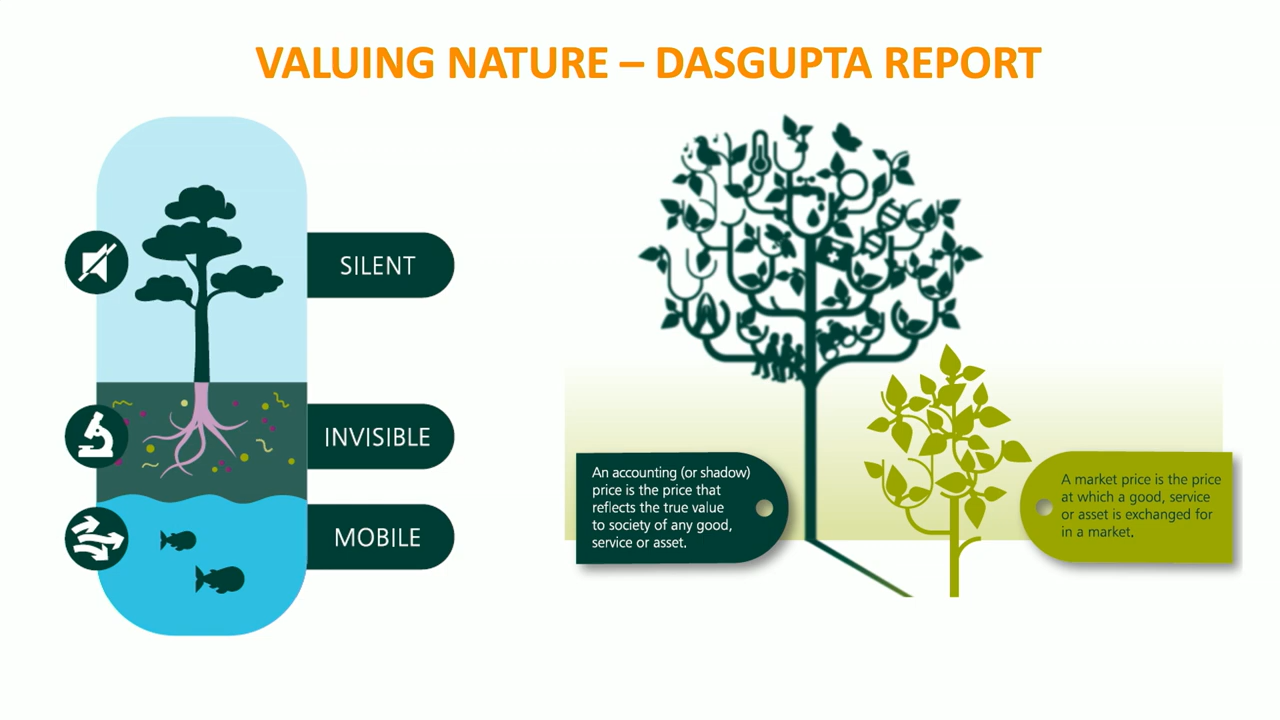 VALUING NATURE – DASGUPTA REPORT
SILENT
INVISIBLE
MOBILE
An accounting (or shadow)
price is the price that
reflects the true value
to society of any good,
service or asset.
A market price is the price
at which a good, service
or asset is exchanged for
in a market.